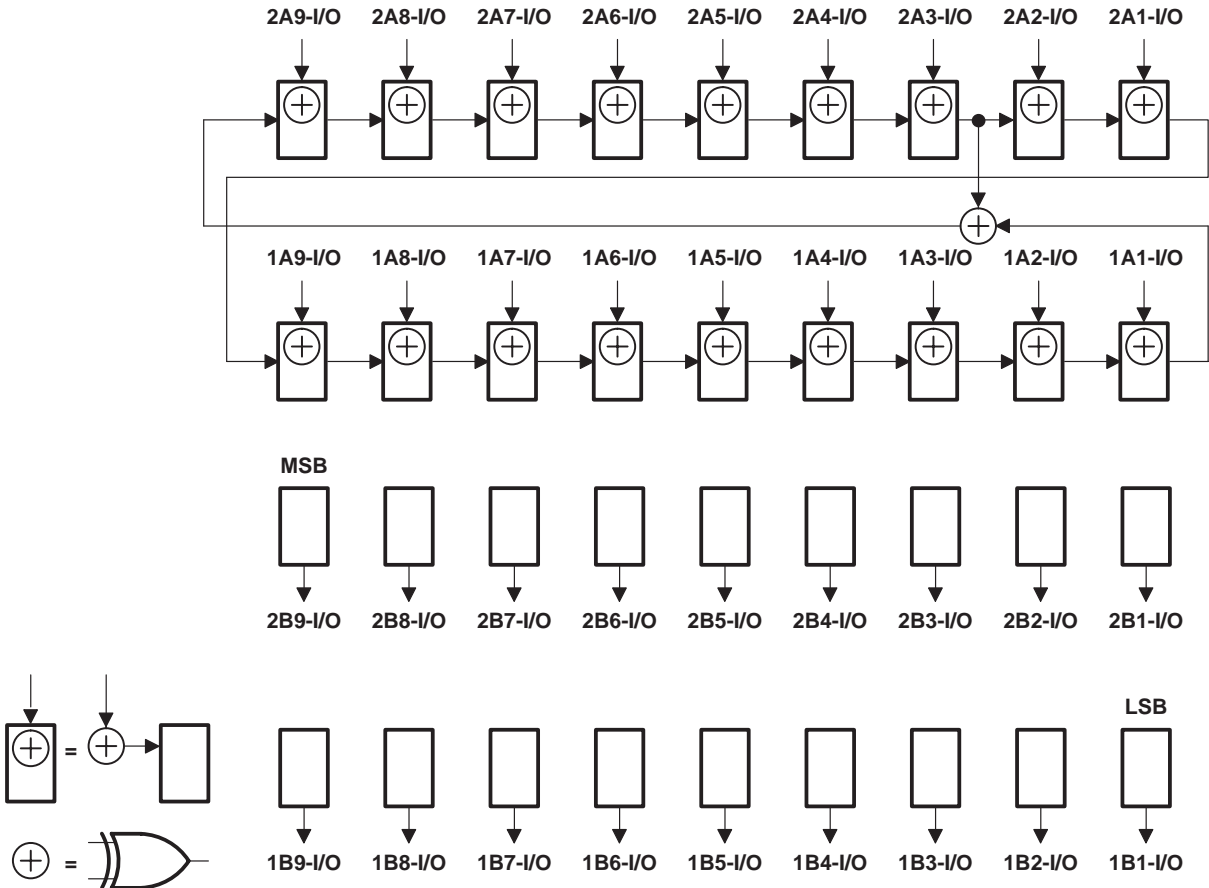 2A9-I/O 2A8-I/O 2A7-I/O 2A6-I/O 2A5-I/O 2A4-I/O 2A3-I/O 2A2-I/O 2A1-I/O
1A9-I/O 1A8-I/O 1A7-I/O 1A6-I/O 1A5-I/O 1A4-I/O 1A3-I/O 1A2-I/O 1A1-I/O
MSB
2B9-I/O 2B8-I/O 2B7-I/O 2B6-I/O 2B5-I/O 2B4-I/O 2B3-I/O 2B2-I/O 2B1-I/O
LSB
=
=
1B9-I/O 1B8-I/O 1B7-I/O 1B6-I/O 1B5-I/O 1B4-I/O 1B3-I/O 1B2-I/O 1B1-I/O